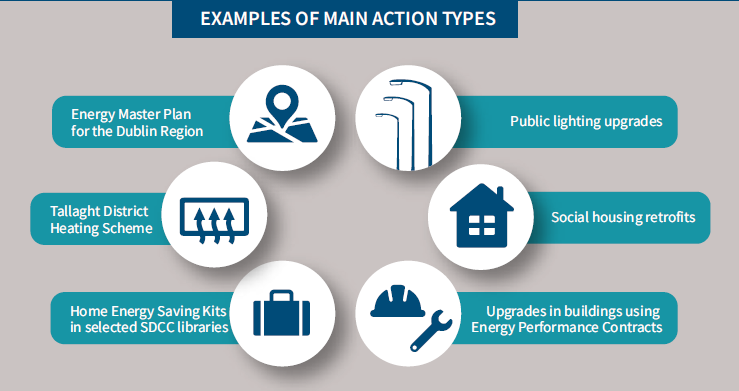 EXAMPLES OF MAIN ACTION TYPES
Energy Master Plan
for the Dublin Region
Public lighting upgrades
Tallaght District
Heating Scheme
Social housing retrofits
Home Energy Saving Kits
in selected SDCC libraries
Upgrades in buildings using
Energy Performance Contracts